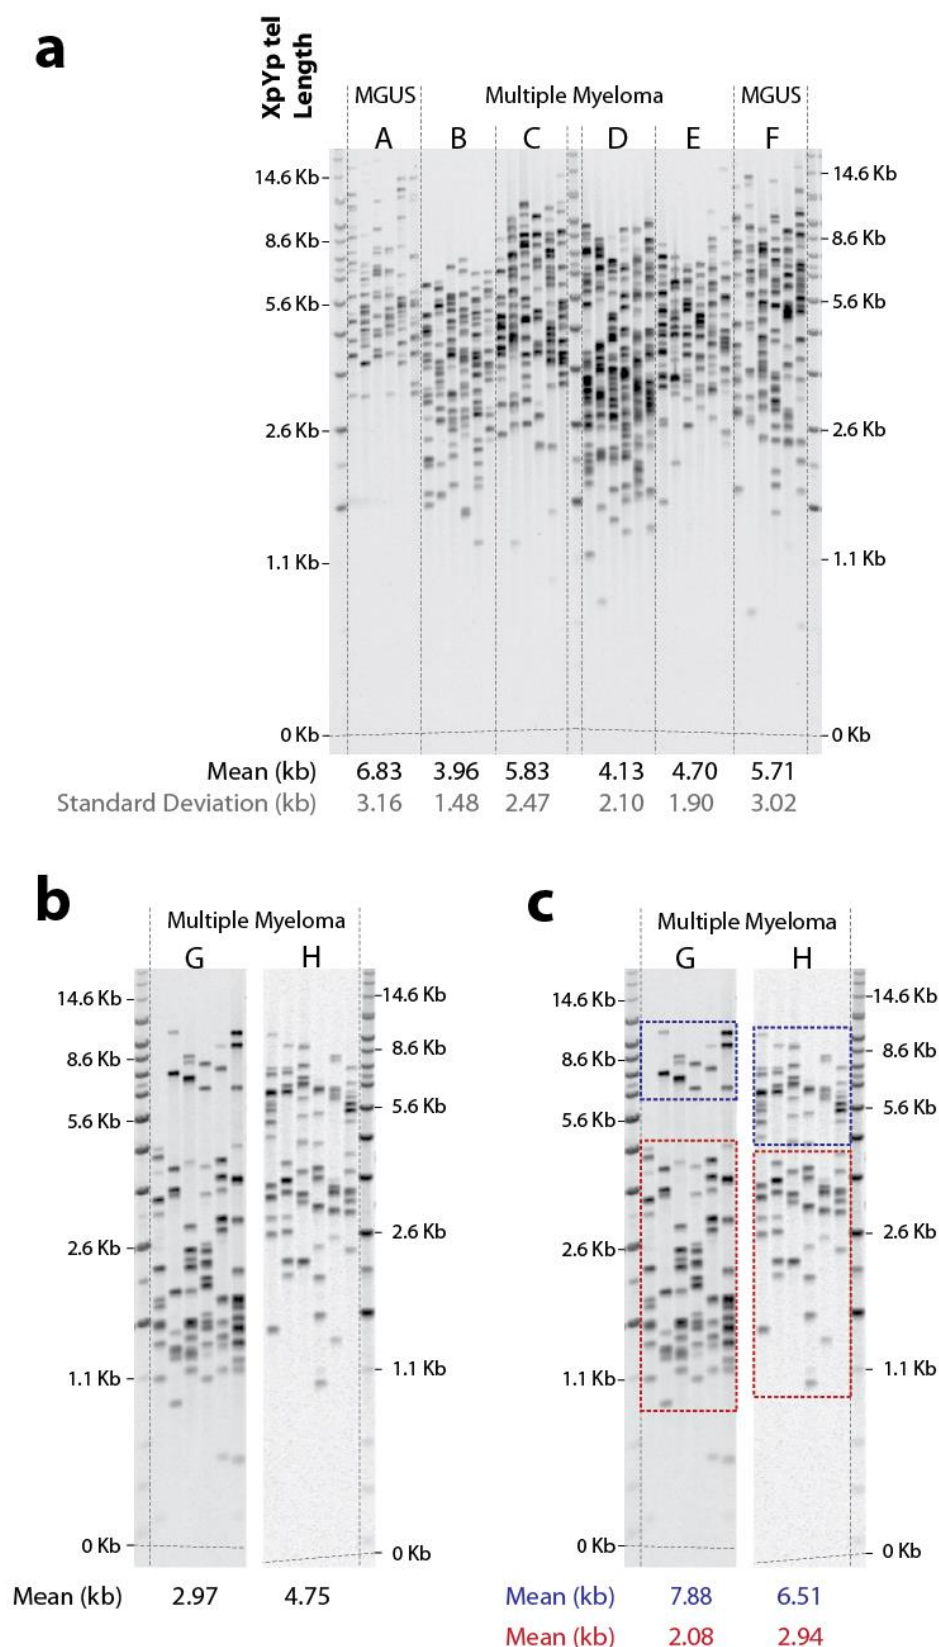 a
XpYp tel
Length
MGUS Multiple Myeloma MGUS
A B C D E F
14.6 Kb 14.6 Kb
8.6 Kb 8.6 Kb
5.6 Kb 5.6 Kb
2.6 Kb 2.6 Kb
1.1 Kb 1.1 Kb
0 Kb 0 Kb
Mean (kb) 6.83 3.96 5.83 4.13 4.70 5.71
Standard Deviation (kb) 3.16 1.48 2.47 2.10 1.90 3.02
b
Multiple Myeloma
G H
14.6 Kb 14.6 Kb
8.6 Kb 8.6 Kb
5.6 Kb 5.6 Kb
2.6 Kb 2.6 Kb
1.1 Kb 1.1 Kb
0 Kb 0 Kb
Mean (kb) 2.97 4.75
c
Multiple Myeloma
G H
14.6 Kb 14.6 Kb
8.6 Kb 8.6 Kb
5.6 Kb 5.6 Kb
2.6 Kb 2.6 Kb
1.1 Kb 1.1 Kb
0 Kb 0 Kb
Mean (kb) 7.88 6.51
Mean (kb) 2.08 2.94